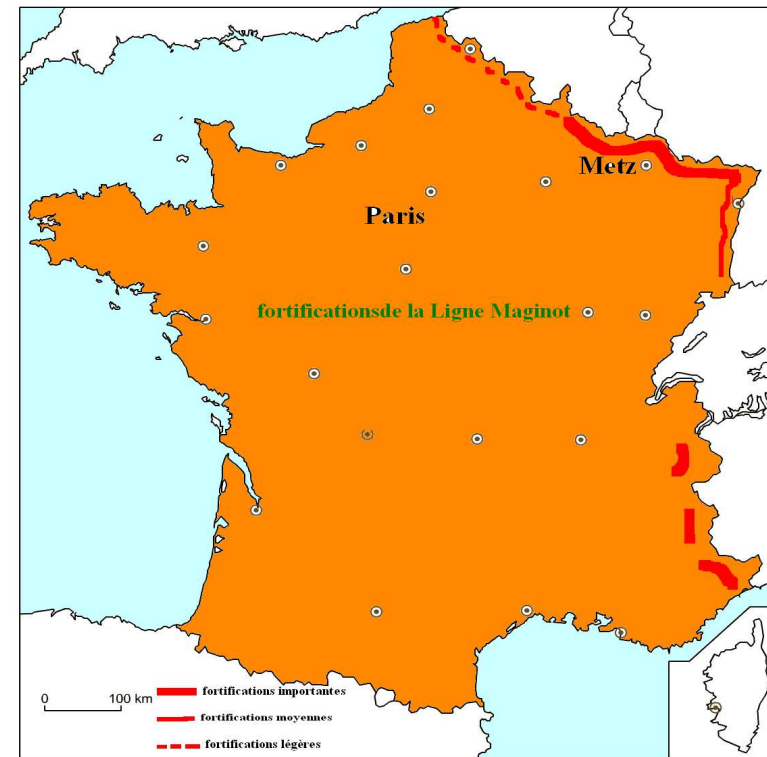 Metz
Paris
fortificationsde la Ligne Maginot
0 100 km
fortifications importantes
fortifications moyennes
fortifications légères